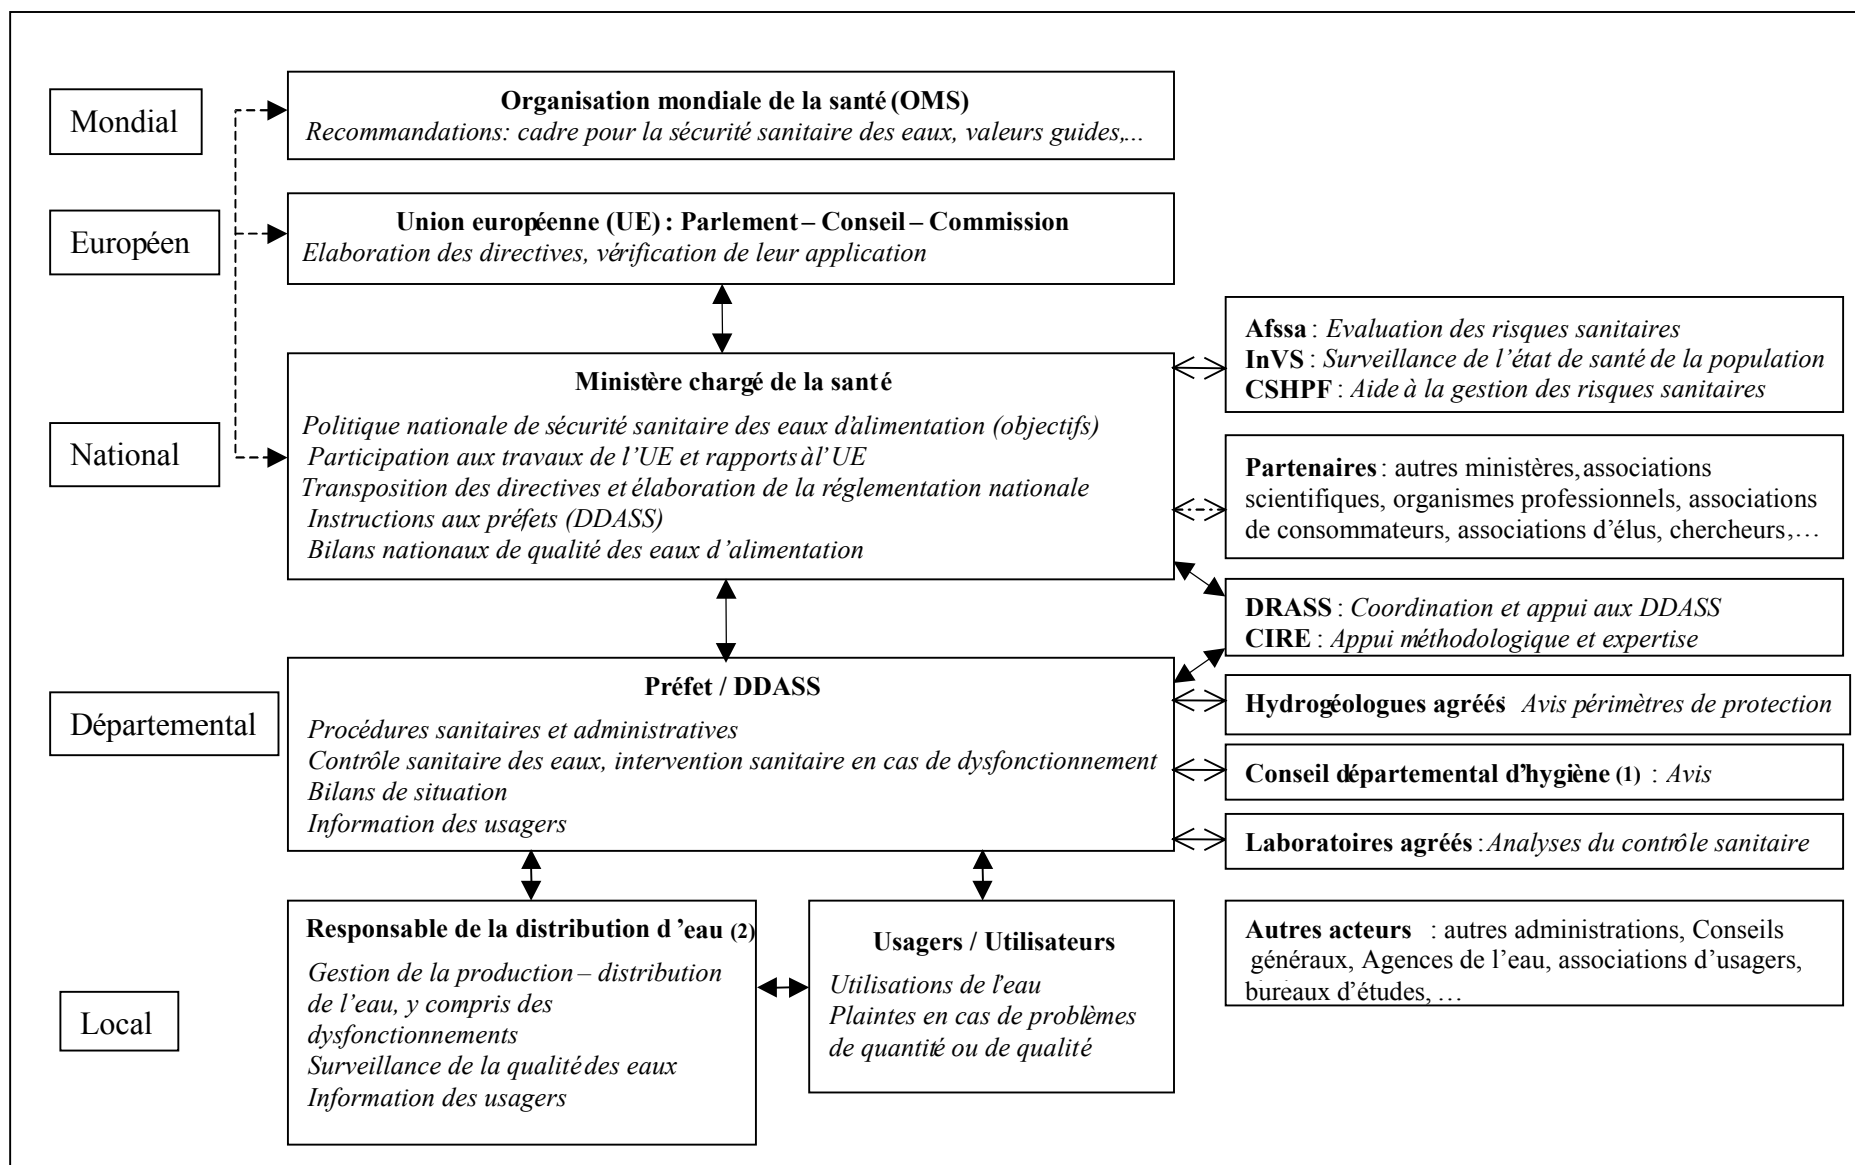 Mondial
Organisation mondiale de la santé (OMS)
Recommandations: cadre pour la sécurité sanitaire des eaux, valeurs guides,...
Européen
Union européenne (UE) : Parlement – Conseil – Commission
Elaboration des directives, vérification de leur application
National
Ministère chargé de la santé
Politique nationale de sécurité sanitaire des eaux d'alimentation (objectifs)
Participation aux travaux de l'UE et rapports à l'UE
Transposition des directives et élaboration de la réglementation nationale
Instructions aux préfets (DDASS)
Bilans nationaux de qualité des eaux d'alimentation
Afssa : Evaluation des risques sanitaires
InVS : Surveillance de l'état de santé de la population
CSHPF : Aide à la gestion des risques sanitaires
Partenaires : autres ministères, associations
scientifiques, organismes professionnels, associations
de consommateurs, associations d'élus, chercheurs,…
DRASS : Coordination et appui aux DDASS
CIRE : Appui méthodologique et expertise
Départemental
Préfet / DDASS
Procédures sanitaires et administratives
Contrôle sanitaire des eaux, intervention sanitaire en cas de dysfonctionnement
Bilans de situation
Information des usagers
Hydrogéologues agréés : Avis périmètres de protection
Conseil départemental d'hygiène (1) : Avis
Laboratoires agréés : Analyses du contrôle sanitaire
Local
Responsable de la distribution d'eau (2)
Gestion de la production – distribution
de l'eau, y compris des
dysfonctionnements
Surveillance de la qualité des eaux
Information des usagers
Usagers / Utilisateurs
Utilisations de l'eau
Plaintes en cas de problèmes
de quantité ou de qualité
Autres acteurs : autres administrations, Conseils
généraux, Agences de l'eau, associations d'usagers,
bureaux d'études, …